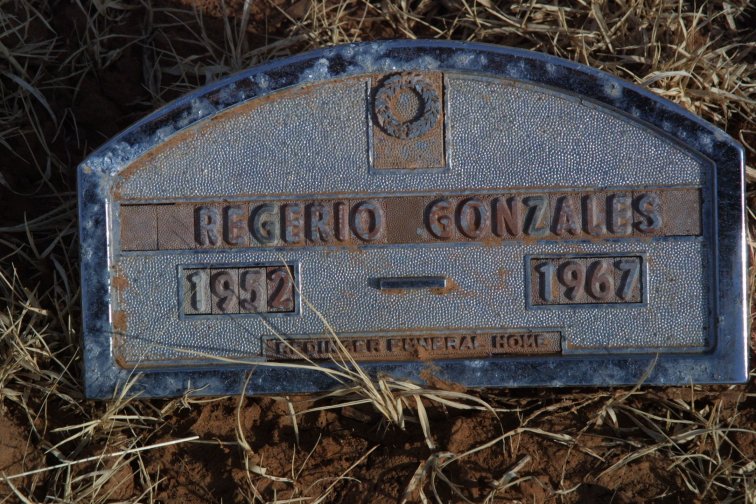 REGERIO GONZALES
1952 — 1967
FUNERAL HOME